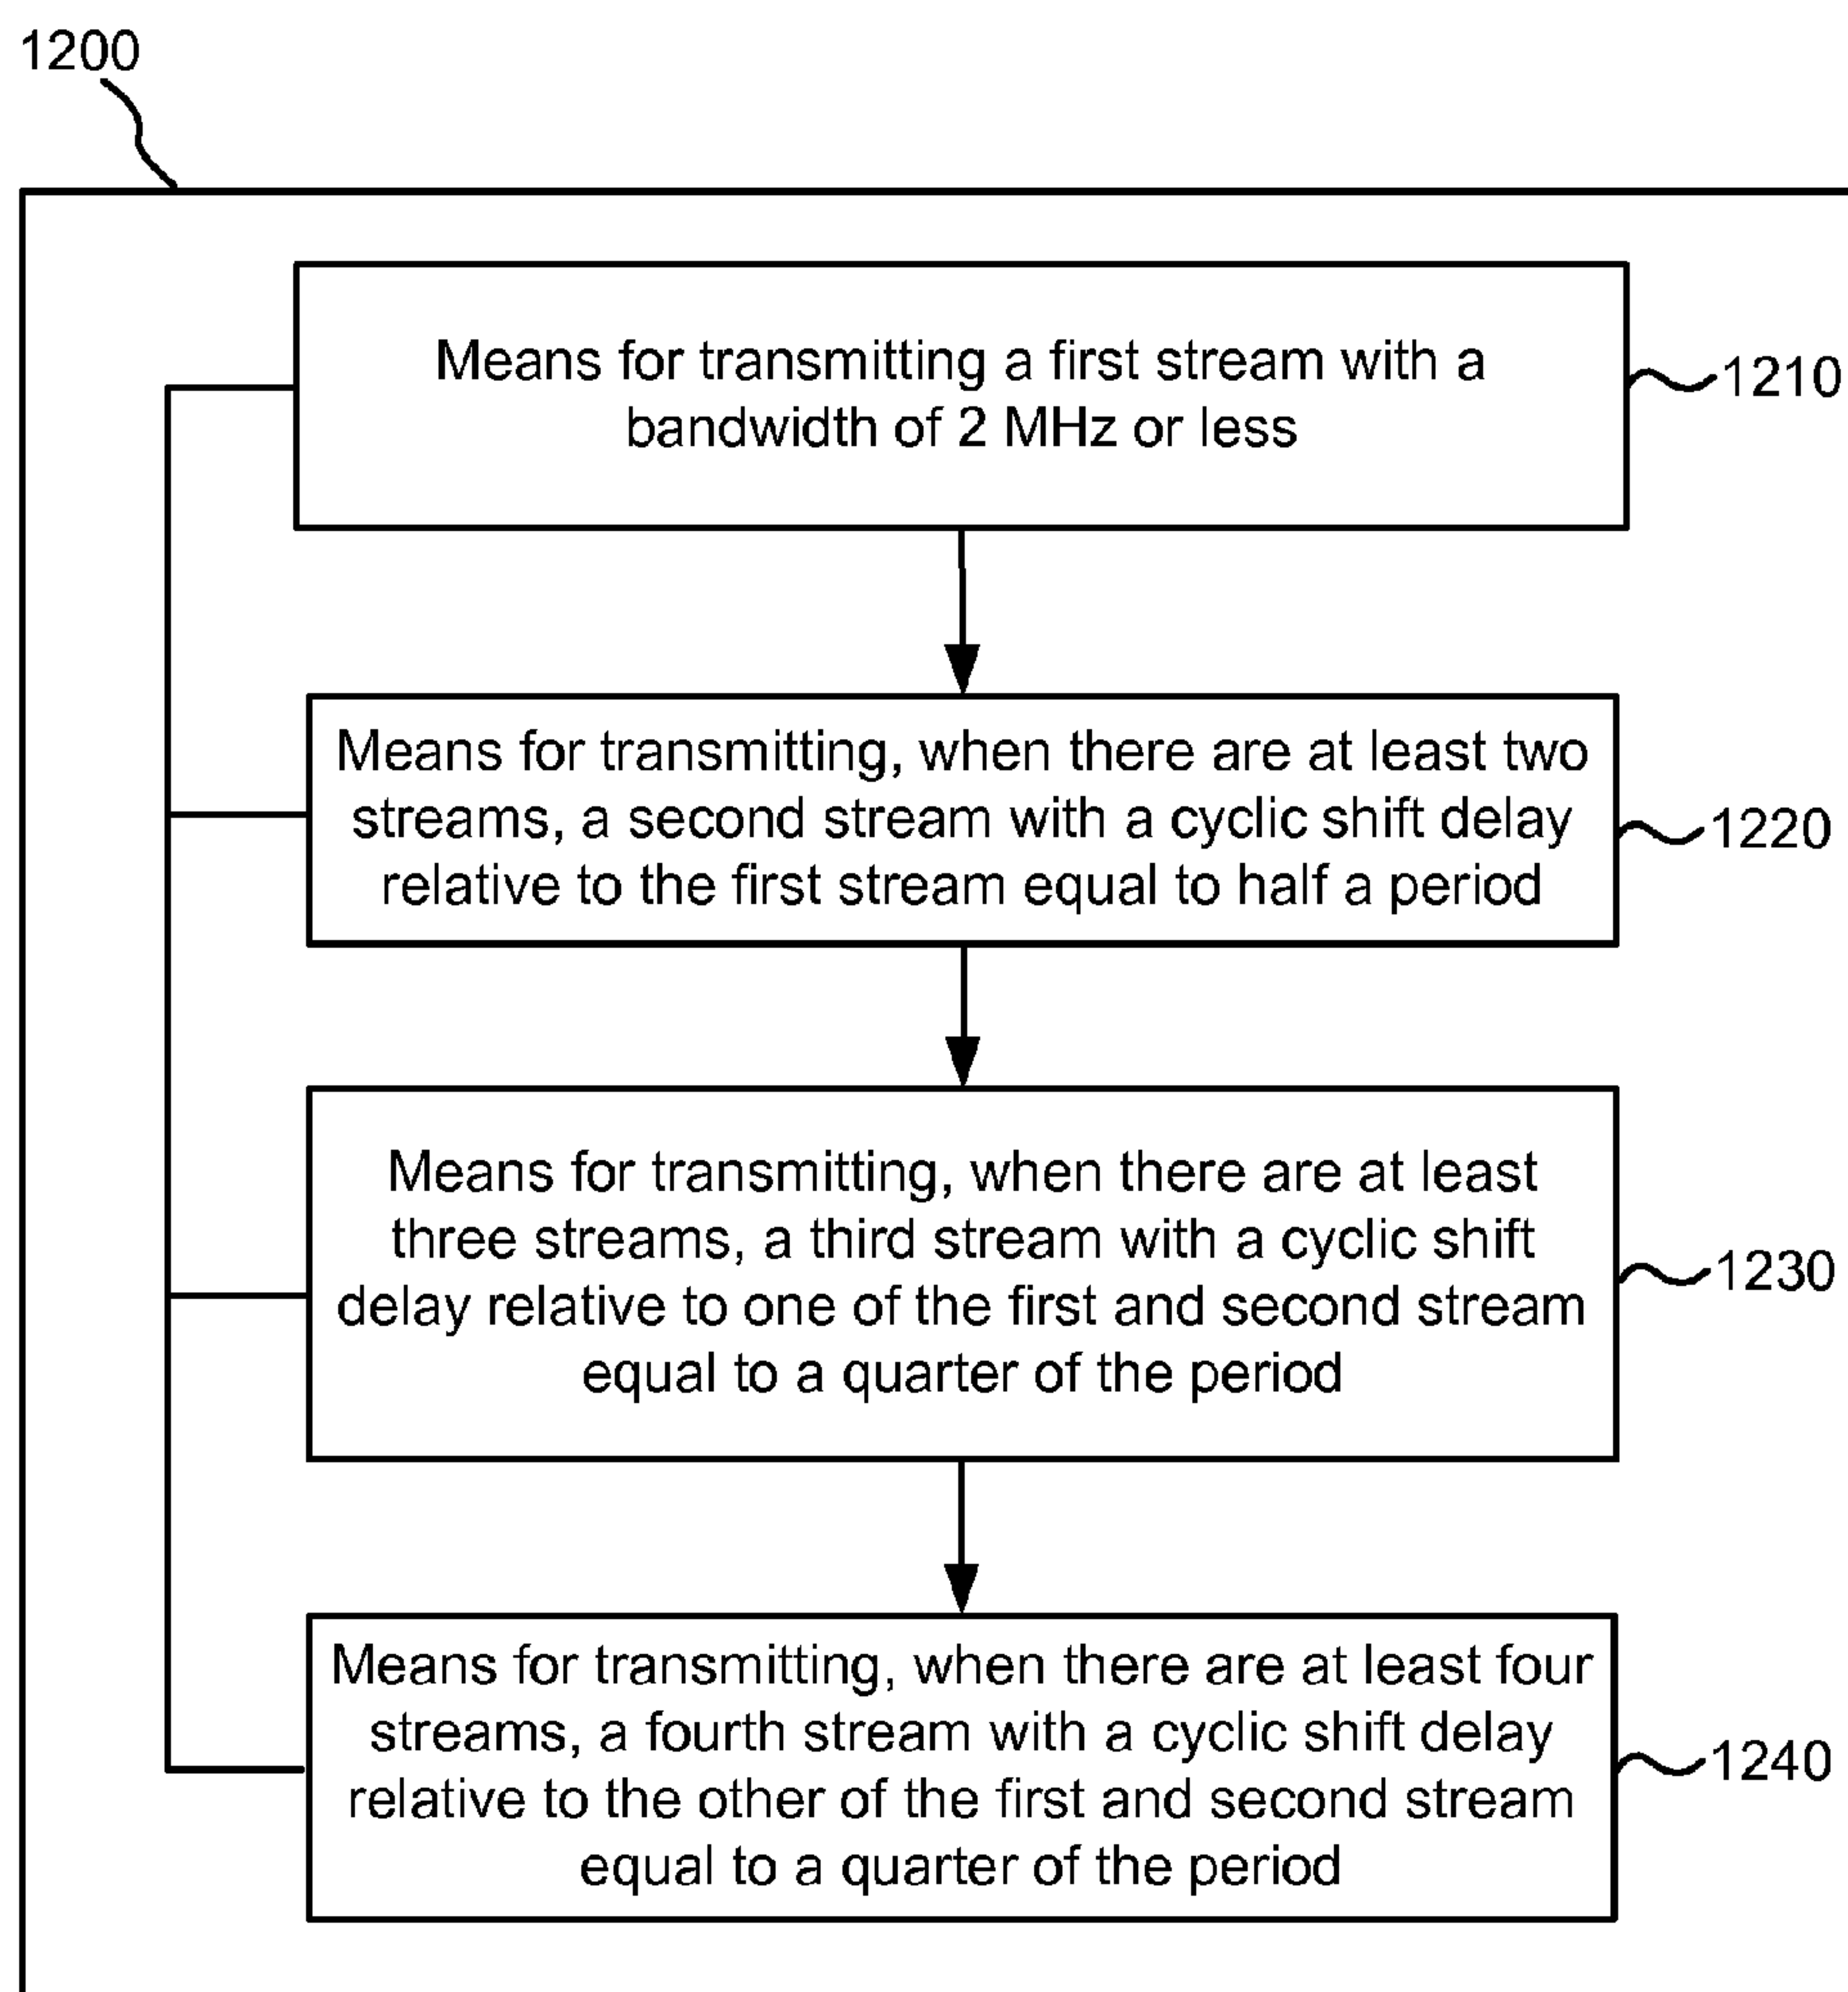 1200
Means for transmitting a first stream with a
bandwidth of 2 MHz or less
1210
Means for transmitting, when there are at least two
streams, a second stream with a cyclic shift delay
relative to the first stream equal to half a period
1220
Means for transmitting, when there are at least
three streams, a third stream with a cyclic shift
delay relative to one of the first and second stream
equal to a quarter of the period
1230
Means for transmitting, when there are at least four
streams, a fourth stream with a cyclic shift delay
relative to the other of the first and second stream
equal to a quarter of the period
1240